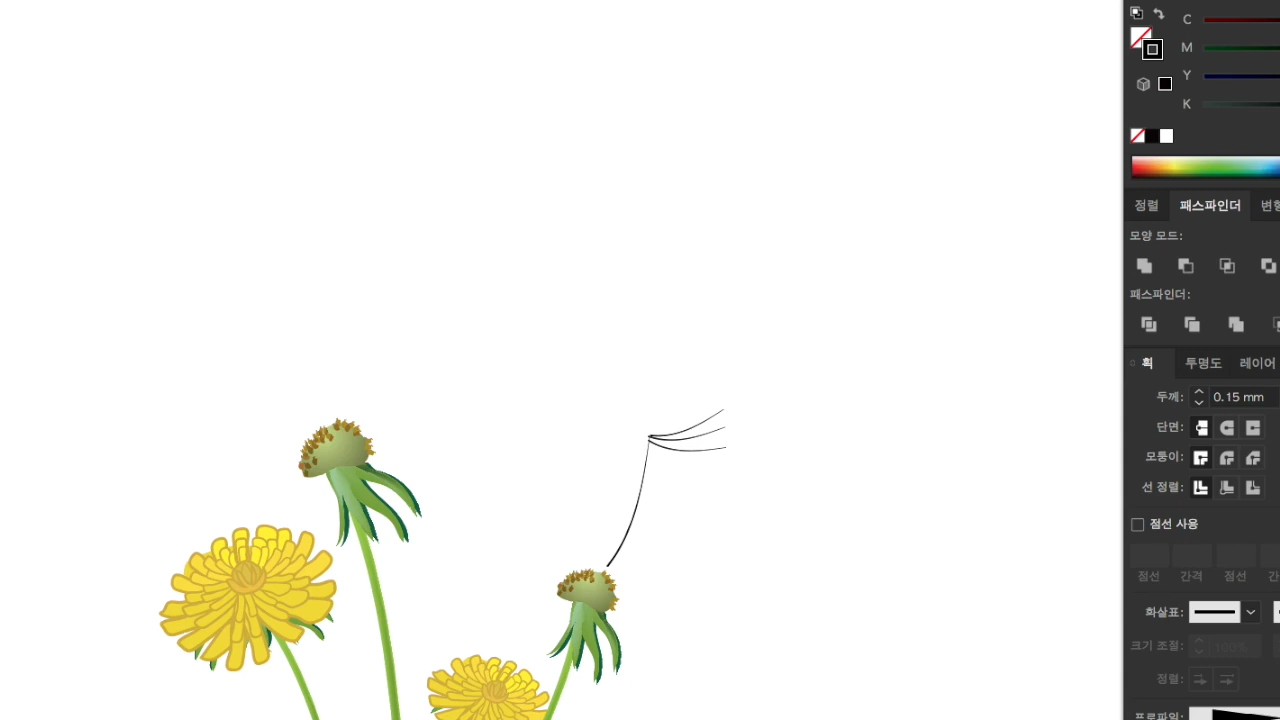 C
M
Y
K
정렬 패스파인더 변형
모양 모드:
패스파인더:
획 투명도 레이어
두께: 0.15 mm
단면:
모퉁이:
선 정렬:
점선 사용
점선 간격 점선 간
화살표:
크기 조절: 100%
정렬:
프로파일: